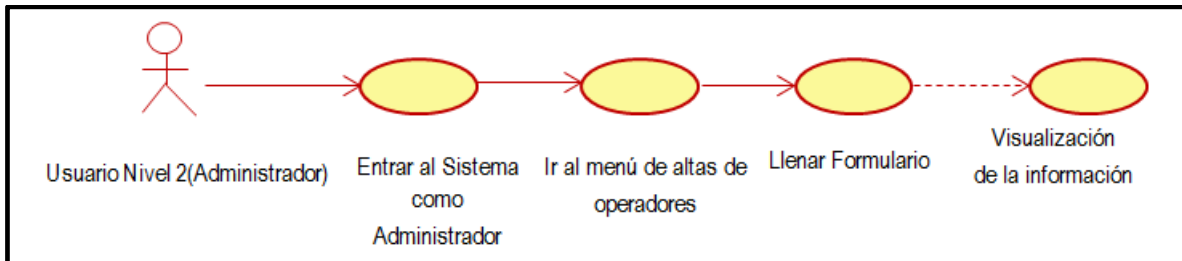 Usuario Nivel 2(Administrador)
Entrar al Sistema
como
Administrador
Ir al menú de altas de
operadores
Llenar Formulario
Visualización
de la información